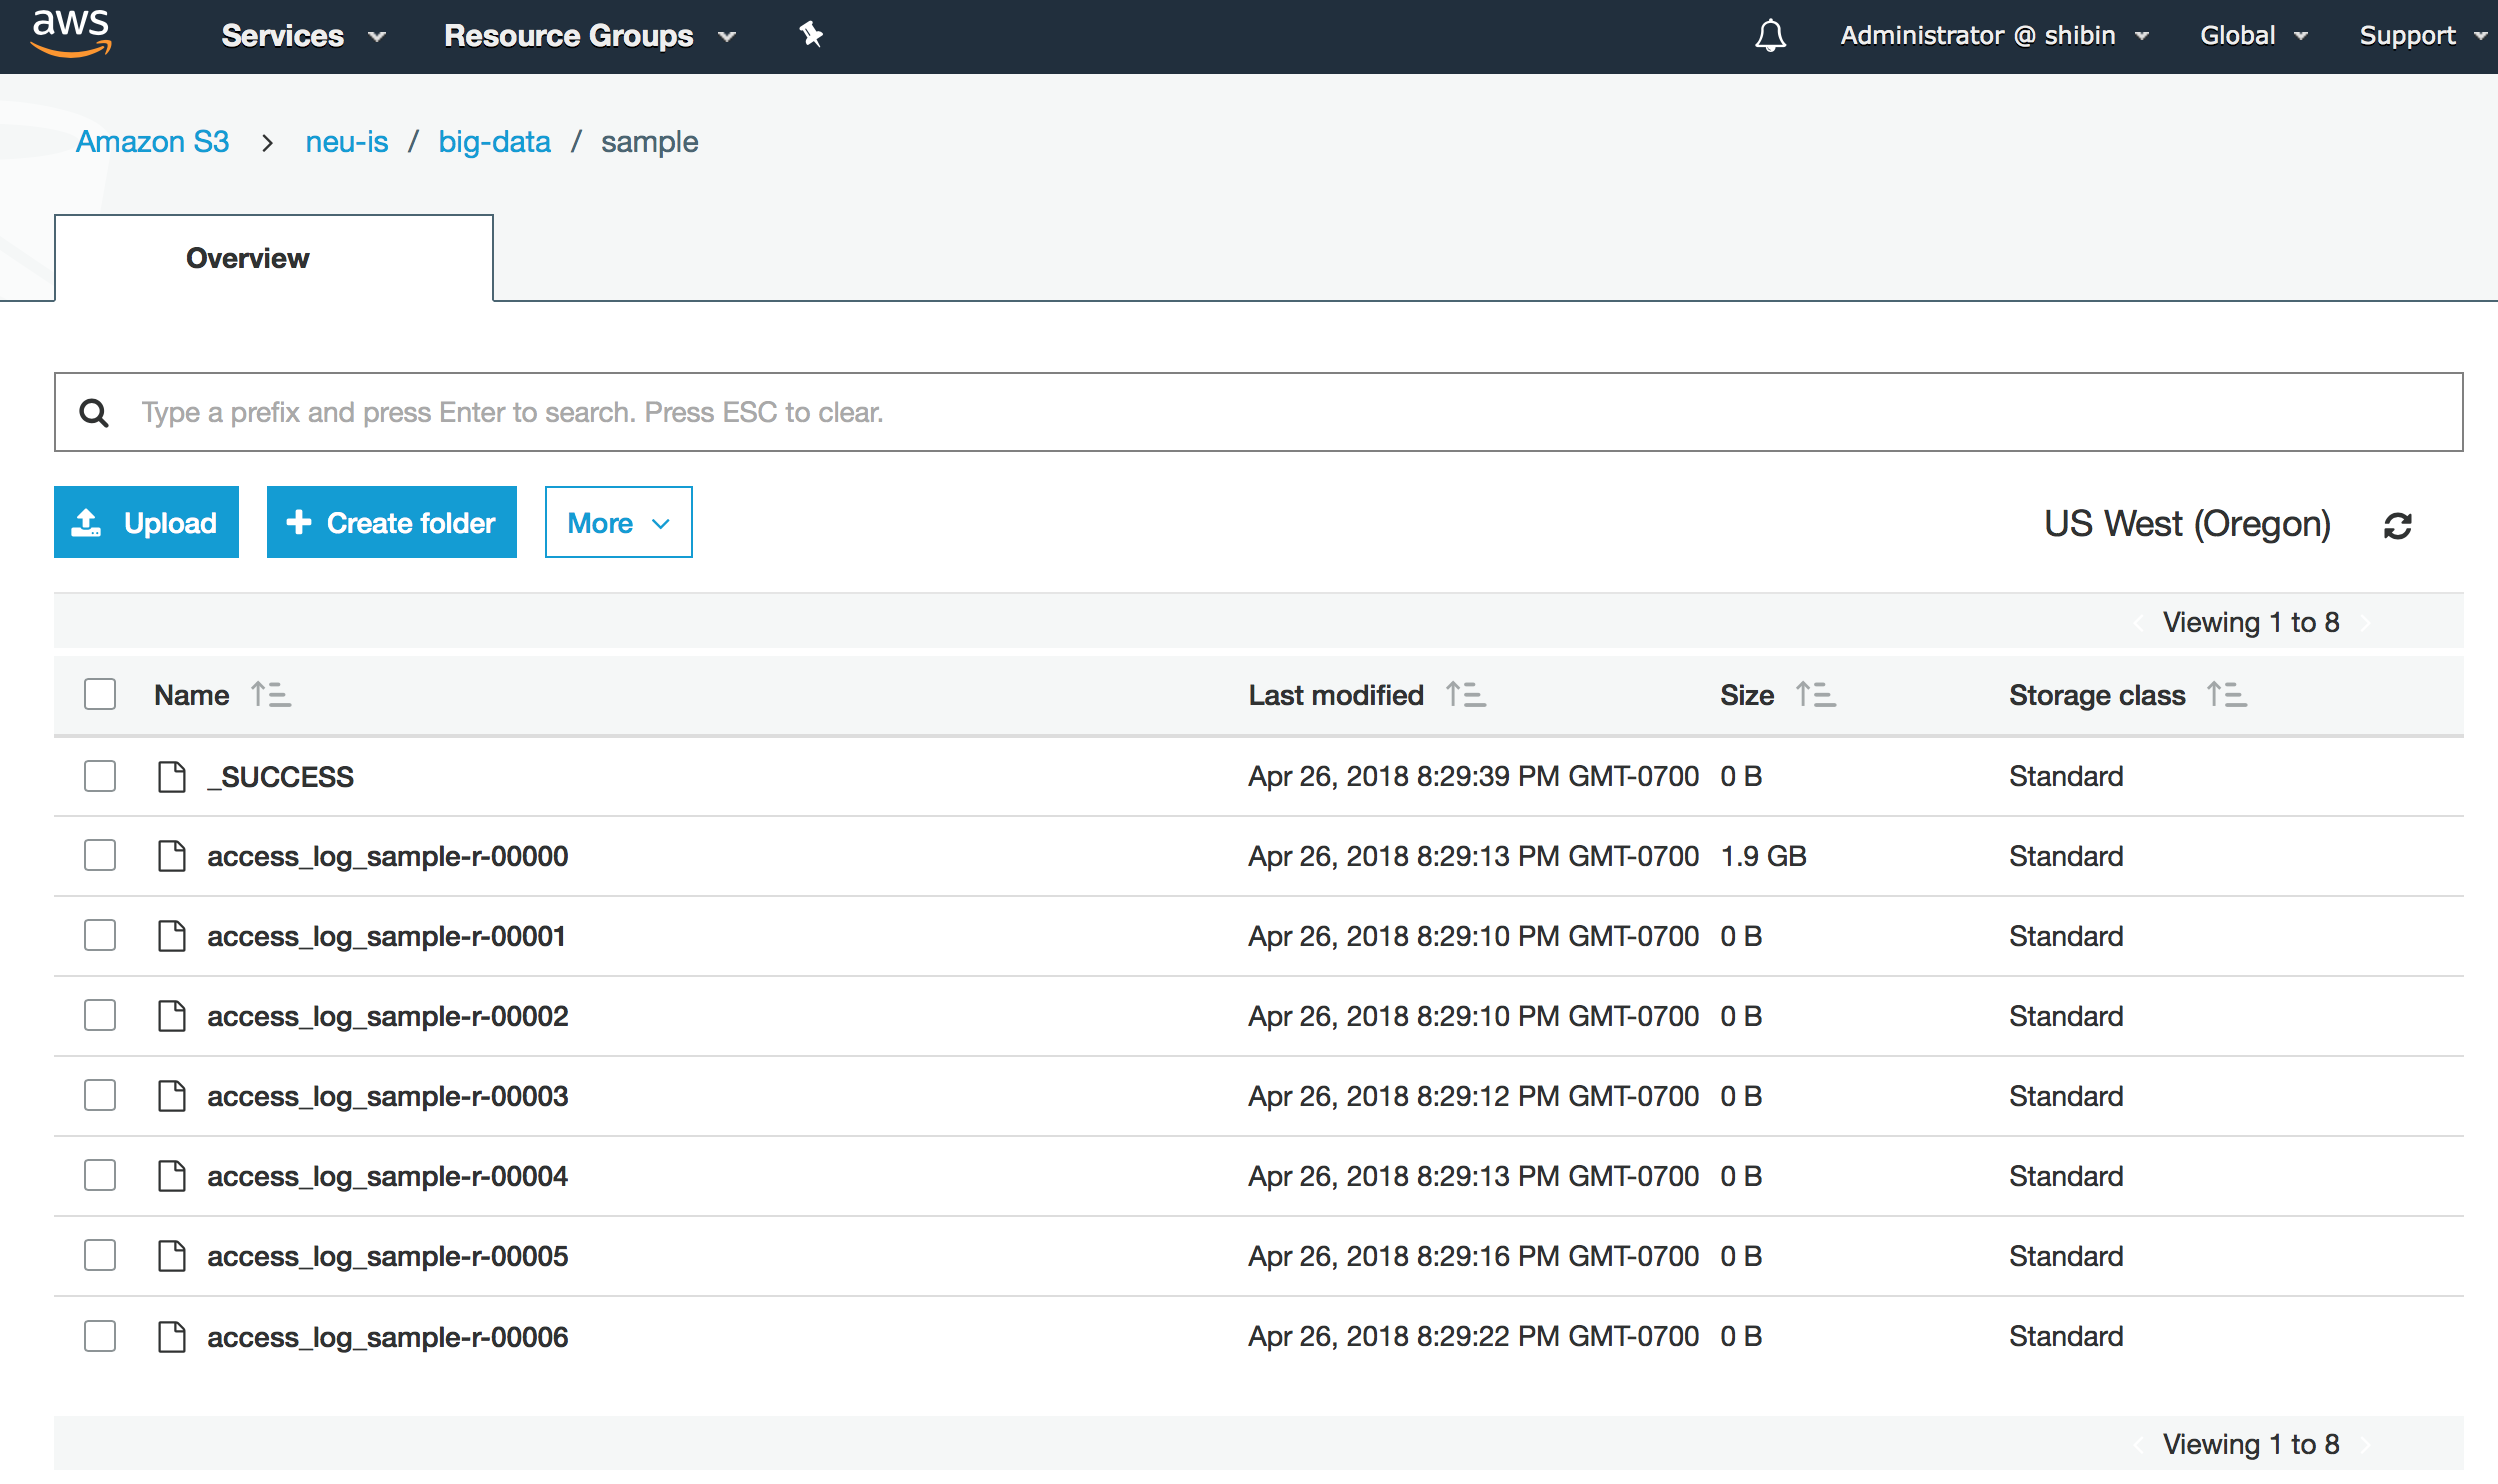 aws Services Resource Groups Administrator @ shibin Global Support
Amazon S3 > neu-is / big-data / sample
Overview
Type a prefix and press Enter to search. Press ESC to clear.
Upload + Create folder More US West (Oregon)
Viewing 1 to 8
Name Last modified Size Storage class
_SUCCESS Apr 26, 2018 8:29:39 PM GMT-0700 0 B Standard
access_log_sample-r-00000 Apr 26, 2018 8:29:13 PM GMT-0700 1.9 GB Standard
access_log_sample-r-00001 Apr 26, 2018 8:29:10 PM GMT-0700 0 B Standard
access_log_sample-r-00002 Apr 26, 2018 8:29:10 PM GMT-0700 0 B Standard
access_log_sample-r-00003 Apr 26, 2018 8:29:12 PM GMT-0700 0 B Standard
access_log_sample-r-00004 Apr 26, 2018 8:29:13 PM GMT-0700 0 B Standard
access_log_sample-r-00005 Apr 26, 2018 8:29:16 PM GMT-0700 0 B Standard
access_log_sample-r-00006 Apr 26, 2018 8:29:22 PM GMT-0700 0 B Standard
Viewing 1 to 8